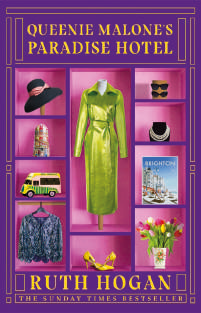 QUEENIE MALONE'S
PARADISE HOTEL
BRIGHTON
RUTH HOGAN
THE SUNDAY TIMES BESTSELLER